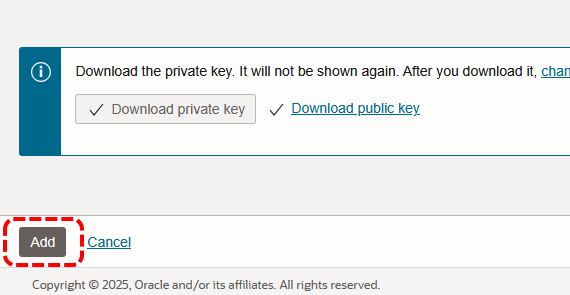 Download the private key. It will not be shown again. After you download it, chan
Download private key Download public key
Add Cancel
Copyright © 2025, Oracle and/or its affiliates. All rights reserved.